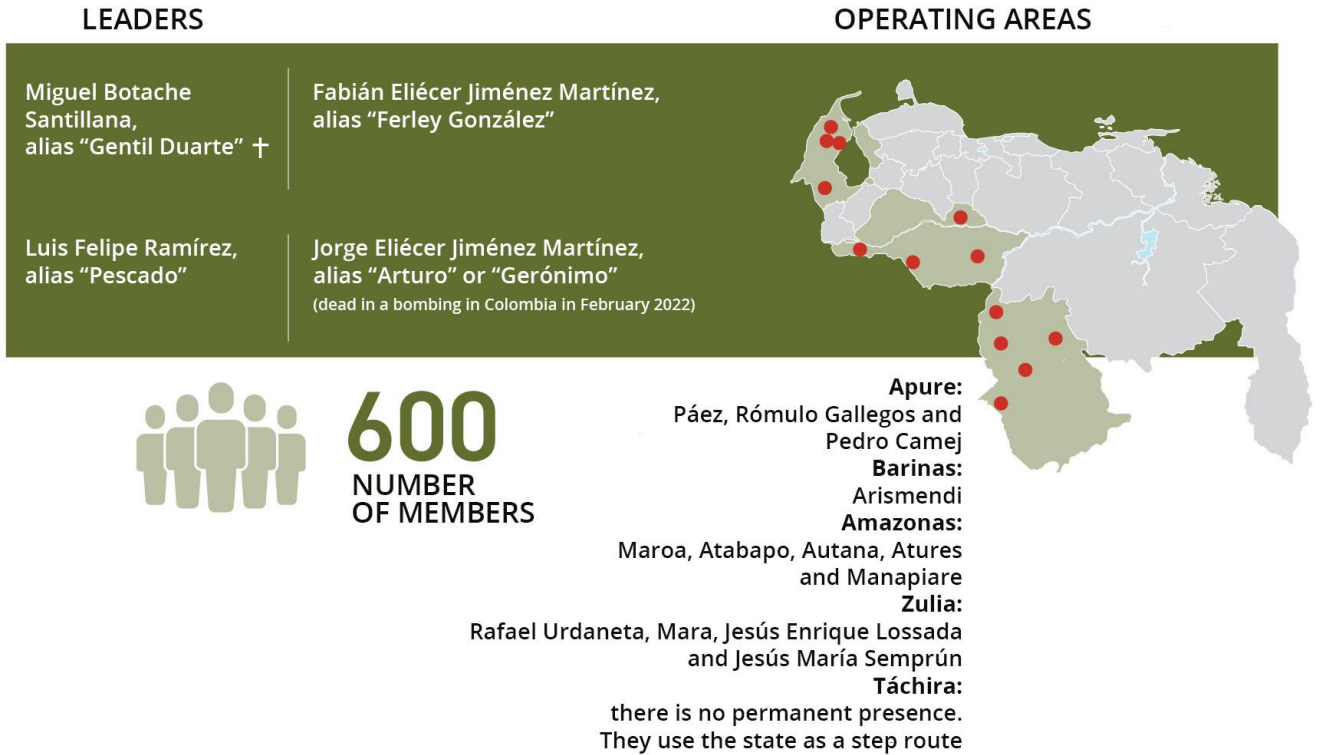 LEADERS
OPERATING AREAS
Miguel Botache
Santillana,
alias “Gentil Duarte” ✝
Fabián Eliécer Jiménez Martínez,
alias “Ferley González”
Luis Felipe Ramírez,
alias “Pescado”
Jorge Eliécer Jiménez Martínez,
alias “Arturo” or “Gerónimo”
(dead in a bombing in Colombia in February 2022)
600
NUMBER
OF MEMBERS
Apure:
Páez, Rómulo Gallegos and
Pedro Camej
Barinas:
Arismendi
Amazonas:
Maroa, Atabapo, Autana, Atures
and Manapiare
Zulia:
Rafael Urdaneta, Mara, Jesús Enrique Lossada
and Jesús María Semprún
Táchira:
there is no permanent presence.
They use the state as a step route